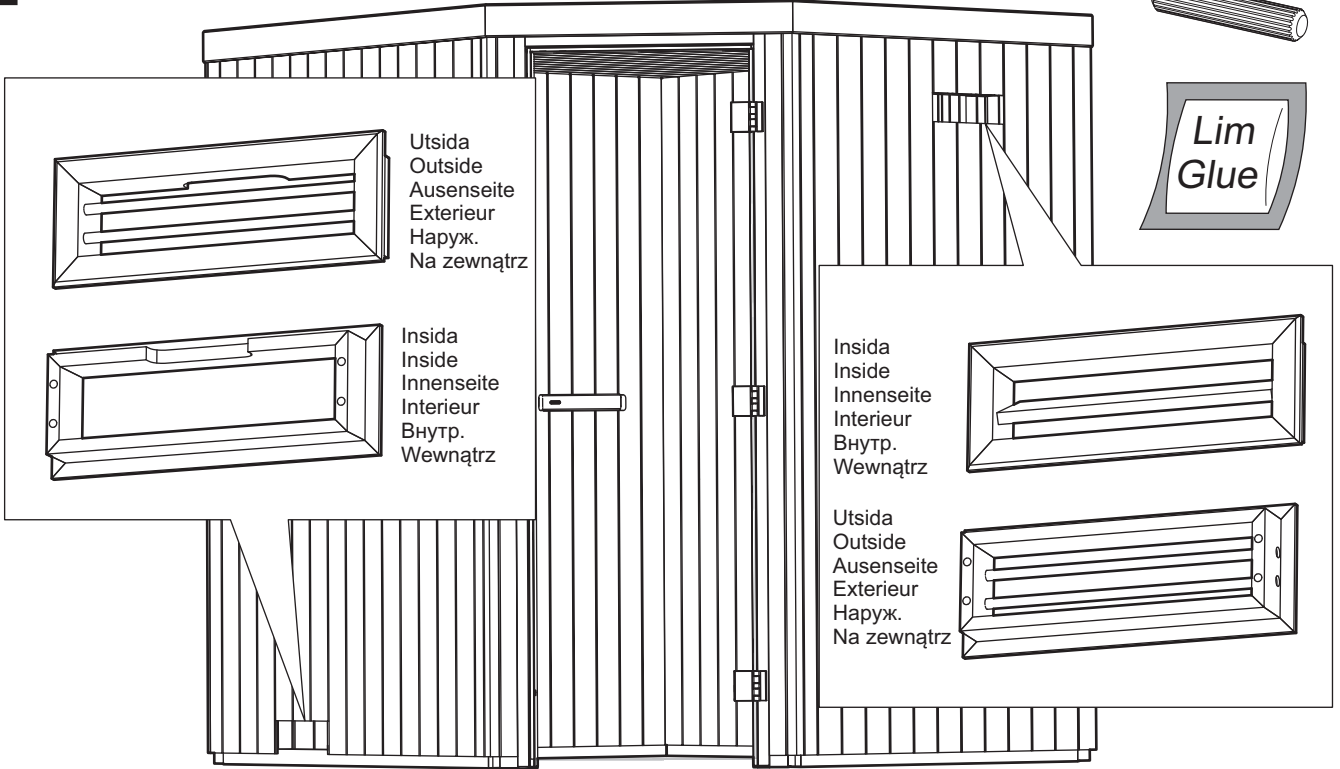 Utsida
Outside
Ausenseite
Exterieur
Наруж.
Na zewnątrz
Insida
Inside
Innenseite
Interieur
Внутр.
Wewnątrz
Lim
Glue
Insida
Inside
Innenseite
Interieur
Внутр.
Wewnątrz
Utsida
Outside
Ausenseite
Exterieur
Наруж.
Na zewnątrz